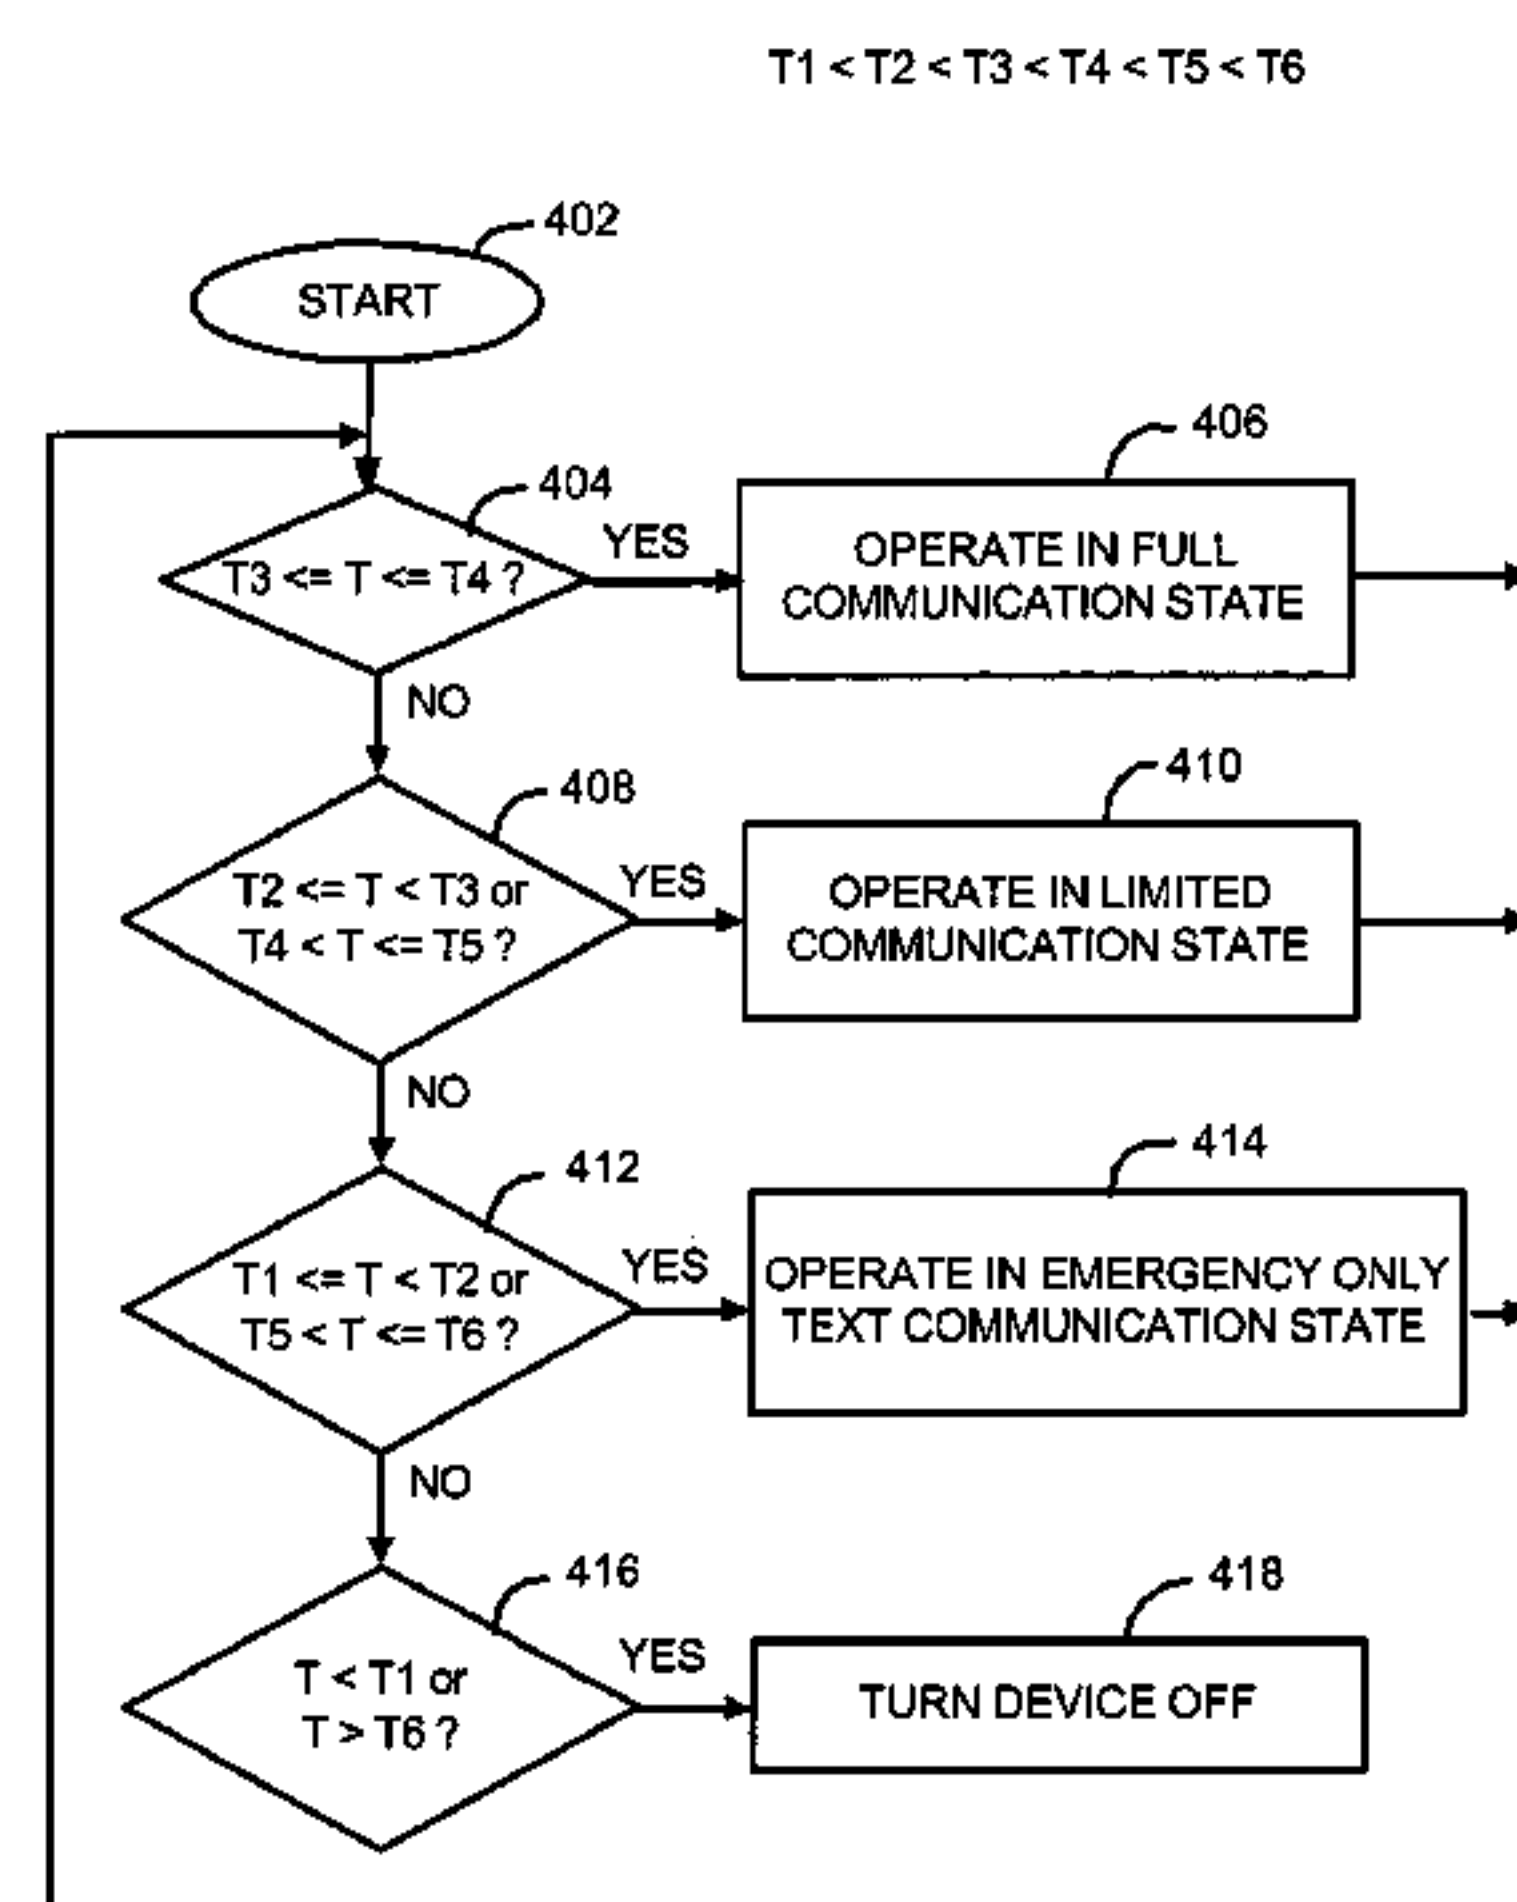 T1 < T2 < T3 < T4 < T5 < T6
402
START
404
T3 <= T <= T4 ?
YES
406
OPERATE IN FULL
COMMUNICATION STATE
NO
408
T2 <= T < T3 or
T4 < T <= T5 ?
YES
410
OPERATE IN LIMITED
COMMUNICATION STATE
NO
412
T1 <= T < T2 or
T5 < T <= T6 ?
YES
414
OPERATE IN EMERGENCY ONLY
TEXT COMMUNICATION STATE
NO
416
T < T1 or
T > T6 ?
YES
418
TURN DEVICE OFF